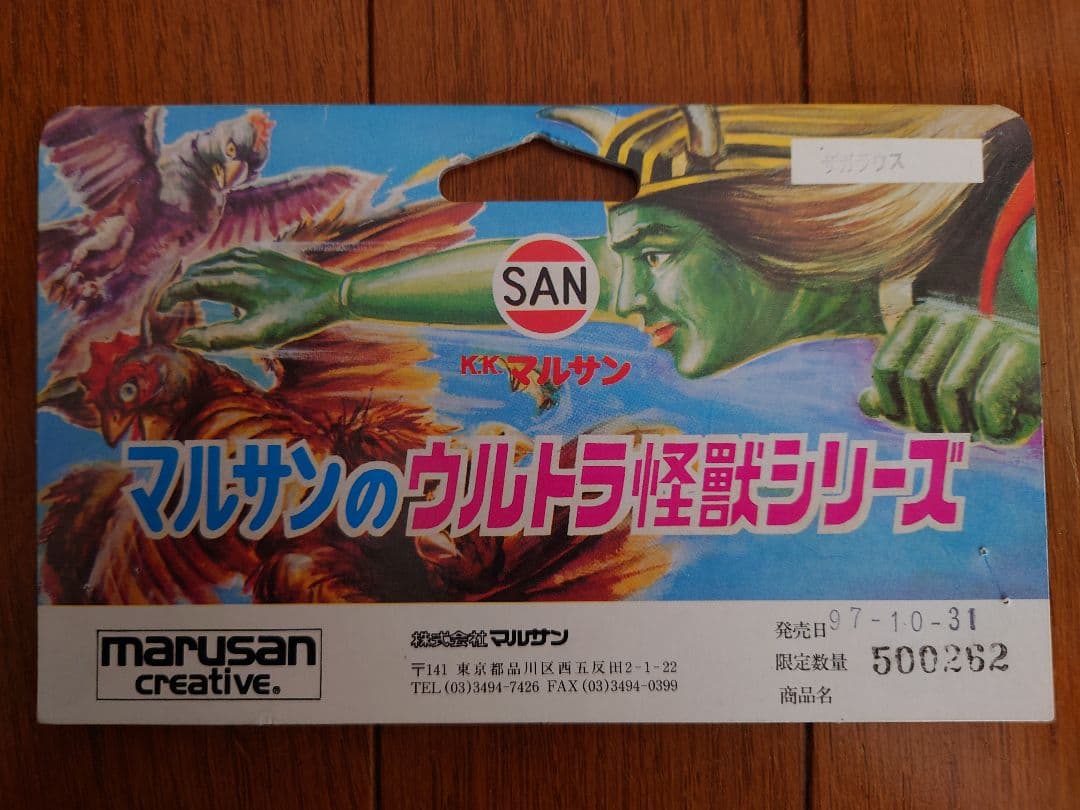 SAN
K.K. マルサン
マルサンのウルトラ怪獣シリーズ
marusan
creative®
株式会社マルサン
〒141 東京都品川区西五反田2-1-22
TEL (03)3494-7426 FAX (03)3494-0399
発売日 97-10-31
限定数量 500262
商品名